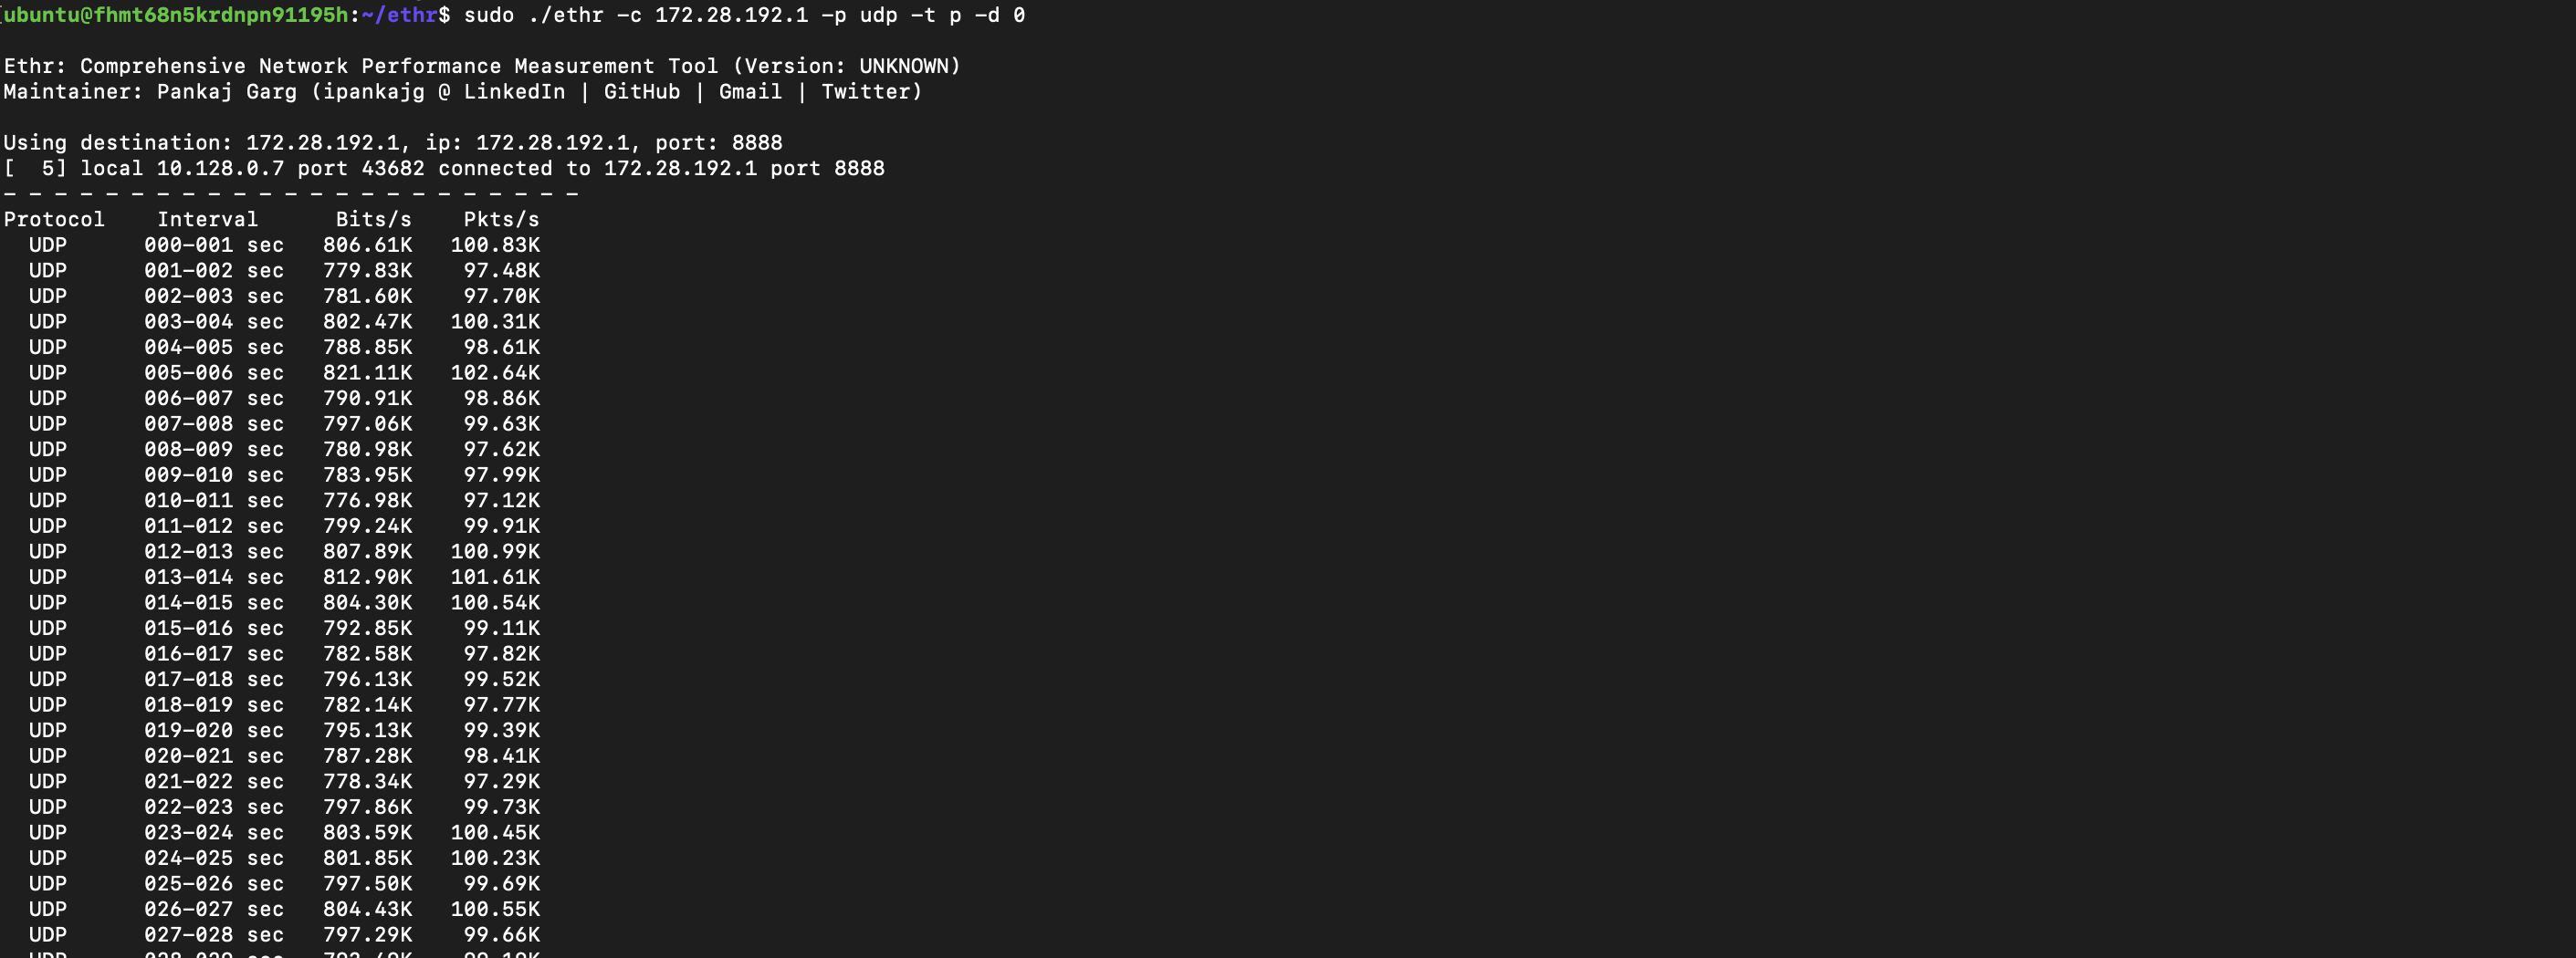 ubuntu@fhmt68n5krdnpn91195h:~/ethr$ sudo ./ethr -c 172.28.192.1 -p udp -t p -d 0
Ethr: Comprehensive Network Performance Measurement Tool (Version: UNKNOWN)
Maintainer: Pankaj Garg (ipankajg @ LinkedIn | GitHub | Gmail | Twitter)
Using destination: 172.28.192.1, ip: 172.28.192.1, port: 8888
[  5] local 10.128.0.7 port 43682 connected to 172.28.192.1 port 8888
- - - - - - - - - - - - - - - - - - - - - - -
Protocol    Interval      Bits/s    Pkts/s
UDP      000-001 sec   806.61K   100.83K
UDP      001-002 sec   779.83K    97.48K
UDP      002-003 sec   781.60K    97.70K
UDP      003-004 sec   802.47K   100.31K
UDP      004-005 sec   788.85K    98.61K
UDP      005-006 sec   821.11K   102.64K
UDP      006-007 sec   790.91K    98.86K
UDP      007-008 sec   797.06K    99.63K
UDP      008-009 sec   780.98K    97.62K
UDP      009-010 sec   783.95K    97.99K
UDP      010-011 sec   776.98K    97.12K
UDP      011-012 sec   799.24K    99.91K
UDP      012-013 sec   807.89K   100.99K
UDP      013-014 sec   812.90K   101.61K
UDP      014-015 sec   804.30K   100.54K
UDP      015-016 sec   792.85K    99.11K
UDP      016-017 sec   782.58K    97.82K
UDP      017-018 sec   796.13K    99.52K
UDP      018-019 sec   782.14K    97.77K
UDP      019-020 sec   795.13K    99.39K
UDP      020-021 sec   787.28K    98.41K
UDP      021-022 sec   778.34K    97.29K
UDP      022-023 sec   797.86K    99.73K
UDP      023-024 sec   803.59K   100.45K
UDP      024-025 sec   801.85K   100.23K
UDP      025-026 sec   797.50K    99.69K
UDP      026-027 sec   804.43K   100.55K
UDP      027-028 sec   797.29K    99.66K